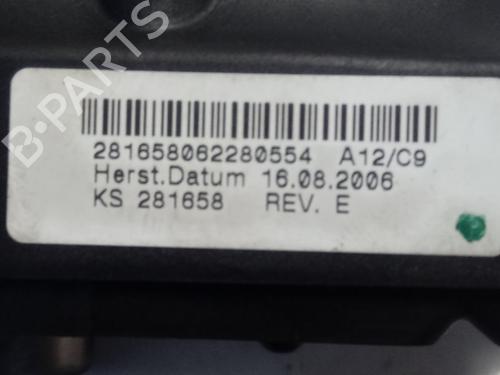 B-PARTS
281658062280554 A12/C9
Herst.Datum 16.08.2006
KS 281658 REV. E